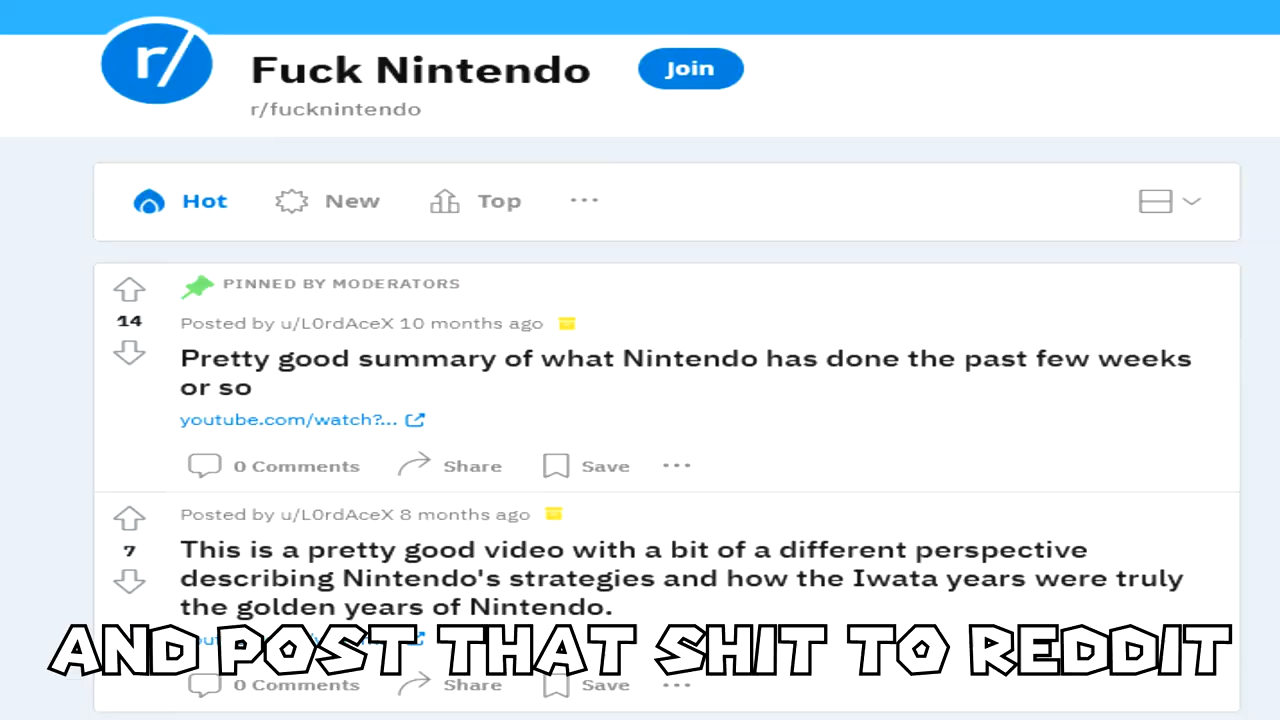 r/
Fuck Nintendo
Join
r/fucknintendo
Hot
New
Top
PINNED BY MODERATORS
14
Posted by u/L0rdAceX 10 months ago
Pretty good summary of what Nintendo has done the past few weeks
or so
youtube.com/watch?...
0 Comments
Share
Save
Posted by u/L0rdAceX 8 months ago
7
This is a pretty good video with a bit of a different perspective
describing Nintendo's strategies and how the Iwata years were truly
the golden years of Nintendo.
AND POST THAT SHIT TO REDDIT
0 Comments
Share
Save